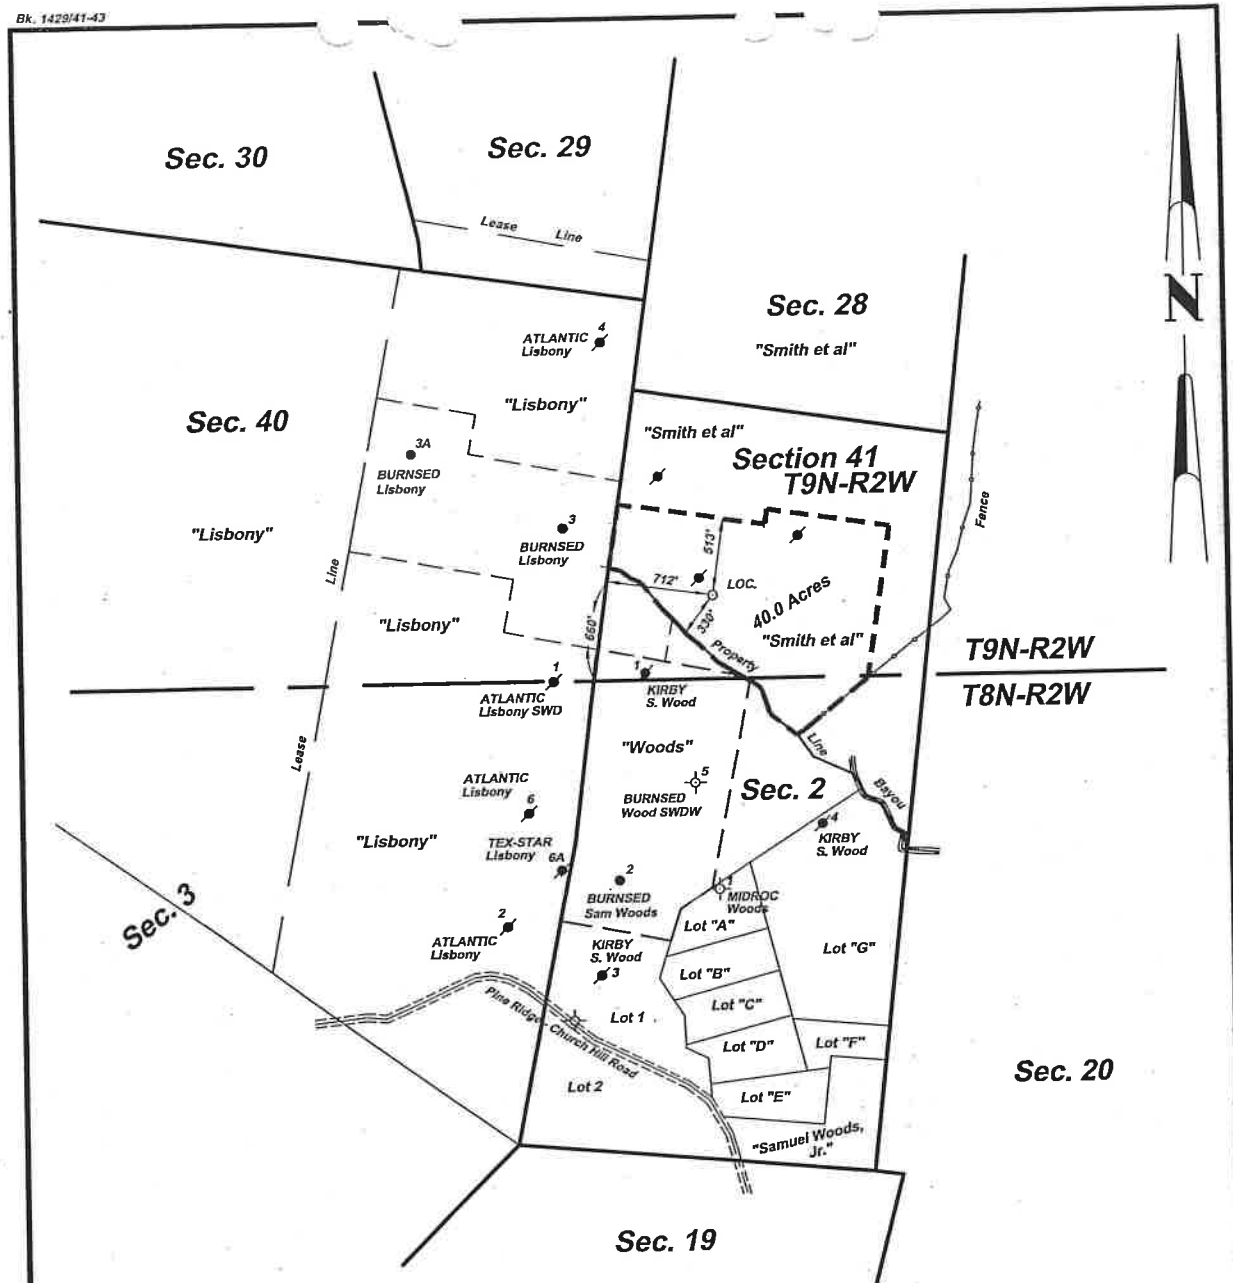 Bk. 1429/41-43
Sec. 30
Sec. 29
Lease Line
N
Sec. 28
"Smith et al"
4
ATLANTIC
Lisbony
"Lisbony"
Sec. 40
"Smith et al"
3A
BURNSED
Lisbony
Section 41
T9N-R2W
Fence
3
BURNSED
Lisbony
"Lisbony"
513'
712'
LOC.
40.0 Acres
330'
660'
Line
"Lisbony"
"Smith et al"
Property
T9N-R2W
1
ATLANTIC
Lisbony SWD
1
KIRBY
S. Wood
T8N-R2W
Lease
"Woods"
Line
5
BURNSED
Wood SWDW
Sec. 2
Bayou
ATLANTIC
Lisbony
6
4
KIRBY
S. Wood
"Lisbony"
TEX-STAR
Lisbony
6A
2
BURNSED
Sam Woods
1
MIDROC
Woods
Sec. 3
2
ATLANTIC
Lisbony
KIRBY
S. Wood
3
Lot "A"
Lot "G"
Lot "B"
Pine Ridge - Church Hill Road
Lot 1
Lot "C"
Lot "D"
Lot "F"
Lot 2
Lot "E"
Sec. 20
"Samuel Woods,
Jr."
Sec. 19